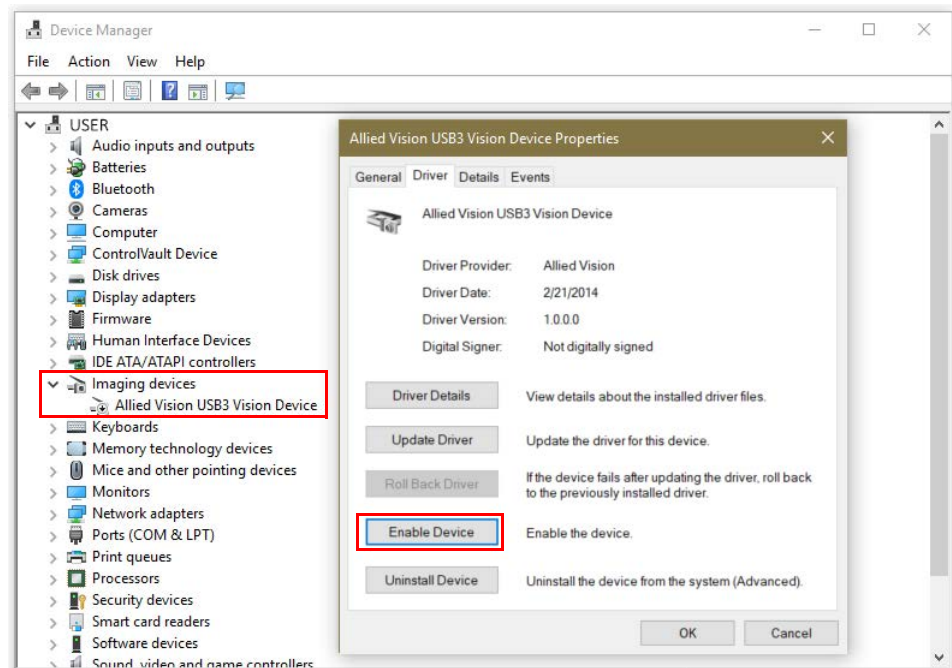 Device Manager
File Action View Help
USER
Audio inputs and outputs
Batteries
Bluetooth
Cameras
Computer
ControlVault Device
Disk drives
Display adapters
Firmware
Human Interface Devices
IDE ATA/ATAPI controllers
Imaging devices
Allied Vision USB3 Vision Device
Keyboards
Memory technology devices
Mice and other pointing devices
Monitors
Network adapters
Ports (COM & LPT)
Print queues
Processors
Security devices
Smart card readers
Software devices
Sound, video and game controllers
Allied Vision USB3 Vision Device Properties
General Driver Details Events
Allied Vision USB3 Vision Device
Driver Provider: Allied Vision
Driver Date: 2/21/2014
Driver Version: 1.0.0.0
Digital Signer: Not digitally signed
Driver Details View details about the installed driver files.
Update Driver Update the driver for this device.
Roll Back Driver If the device fails after updating the driver, roll back
to the previously installed driver.
Enable Device Enable the device.
Uninstall Device Uninstall the device from the system (Advanced).
OK Cancel